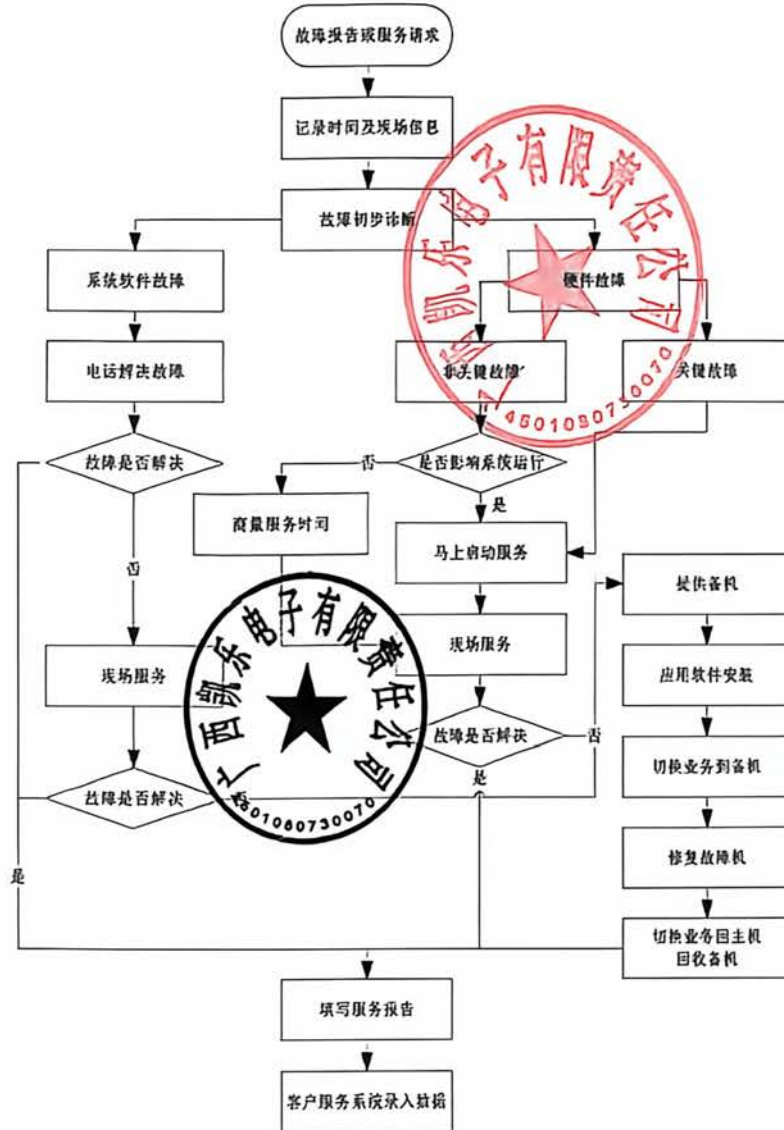 故障报告或服务请求
记录时间及现场信息
故障初步诊断
系统软件故障
硬件故障
电话解决故障
非关键故障
关键故障
故障是否解决
否
是否影响系统运行
商量服务时间
是
马上启动服务
提供备机
否
现场服务
现场服务
应用软件安装
故障是否解决
否
切换业务到备机
是
故障是否解决
修复故障机
是
切换业务回主机
回收备机
填写服务报告
客户服务系统录入数据
广西凯乐电子有限责任公司
4501080730070
广西凯乐电子有限责任公司
4501080730070